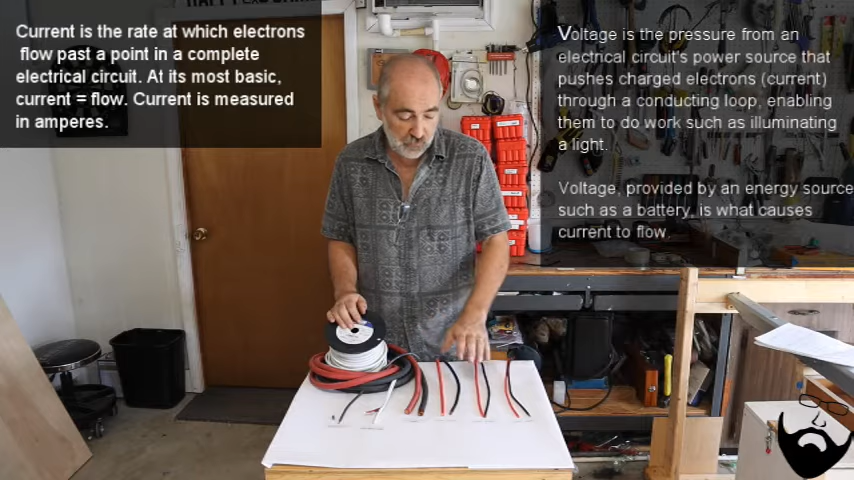 Current is the rate at which electrons
flow past a point in a complete
electrical circuit. At its most basic,
current = flow. Current is measured
in amperes.
Voltage is the pressure from an
electrical circuit's power source that
pushes charged electrons (current)
through a conducting loop, enabling
them to do work such as illuminating
a light.
Voltage, provided by an energy source
such as a battery, is what causes
current to flow.